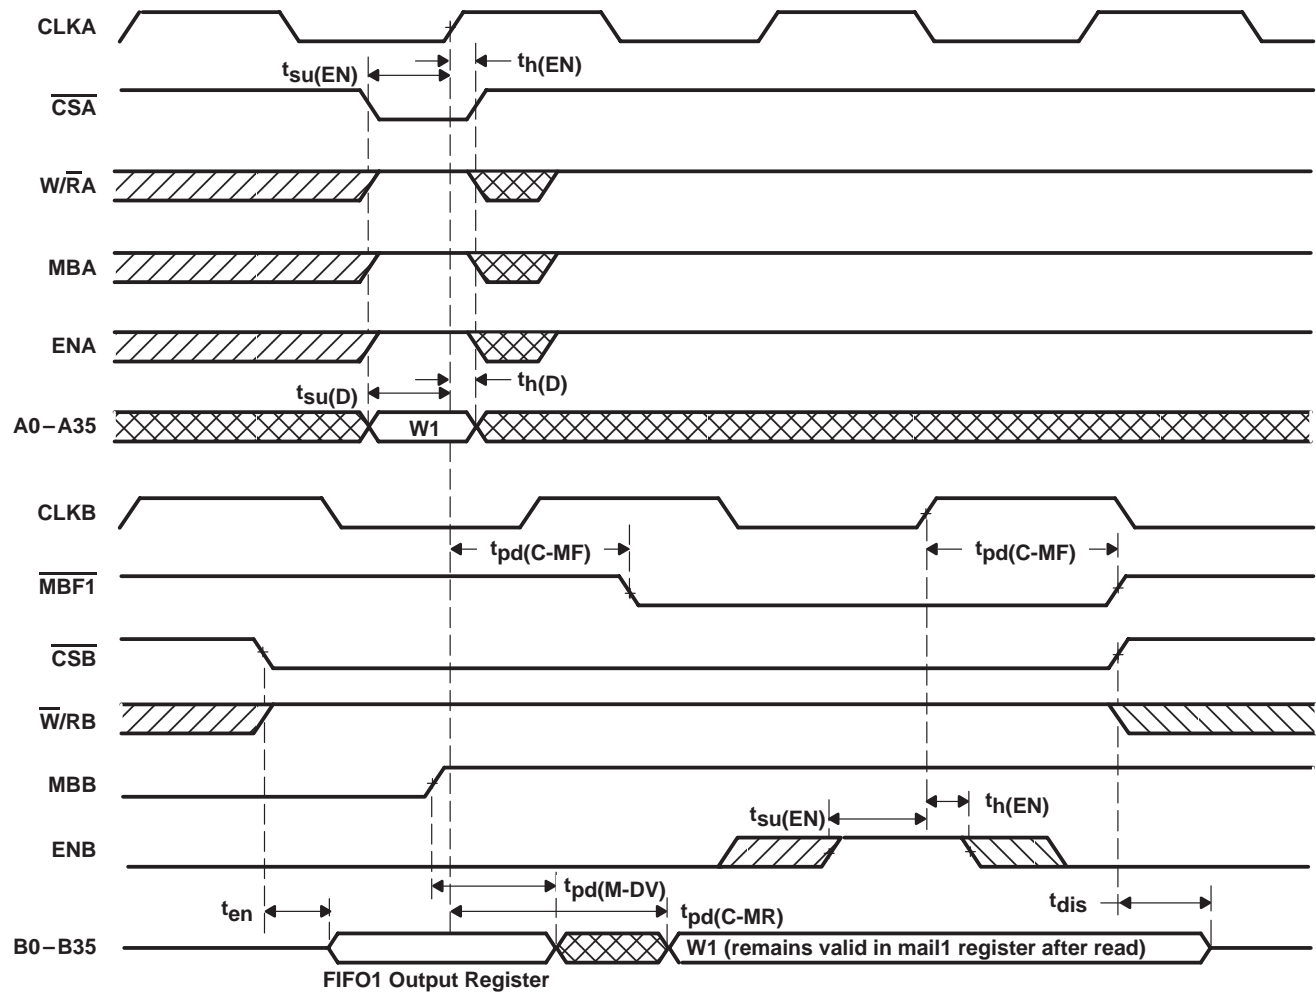 CLKA
tsu(EN)
th(EN)
CSA
W/RA
MBA
ENA
tsu(D)
th(D)
A0–A35
W1
CLKB
tpd(C-MF)
tpd(C-MF)
MBF1
CSB
W/RB
MBB
tsu(EN)
th(EN)
ENB
tpd(M-DV)
ten
tpd(C-MR)
tdis
B0–B35
W1 (remains valid in mail1 register after read)
FIFO1 Output Register